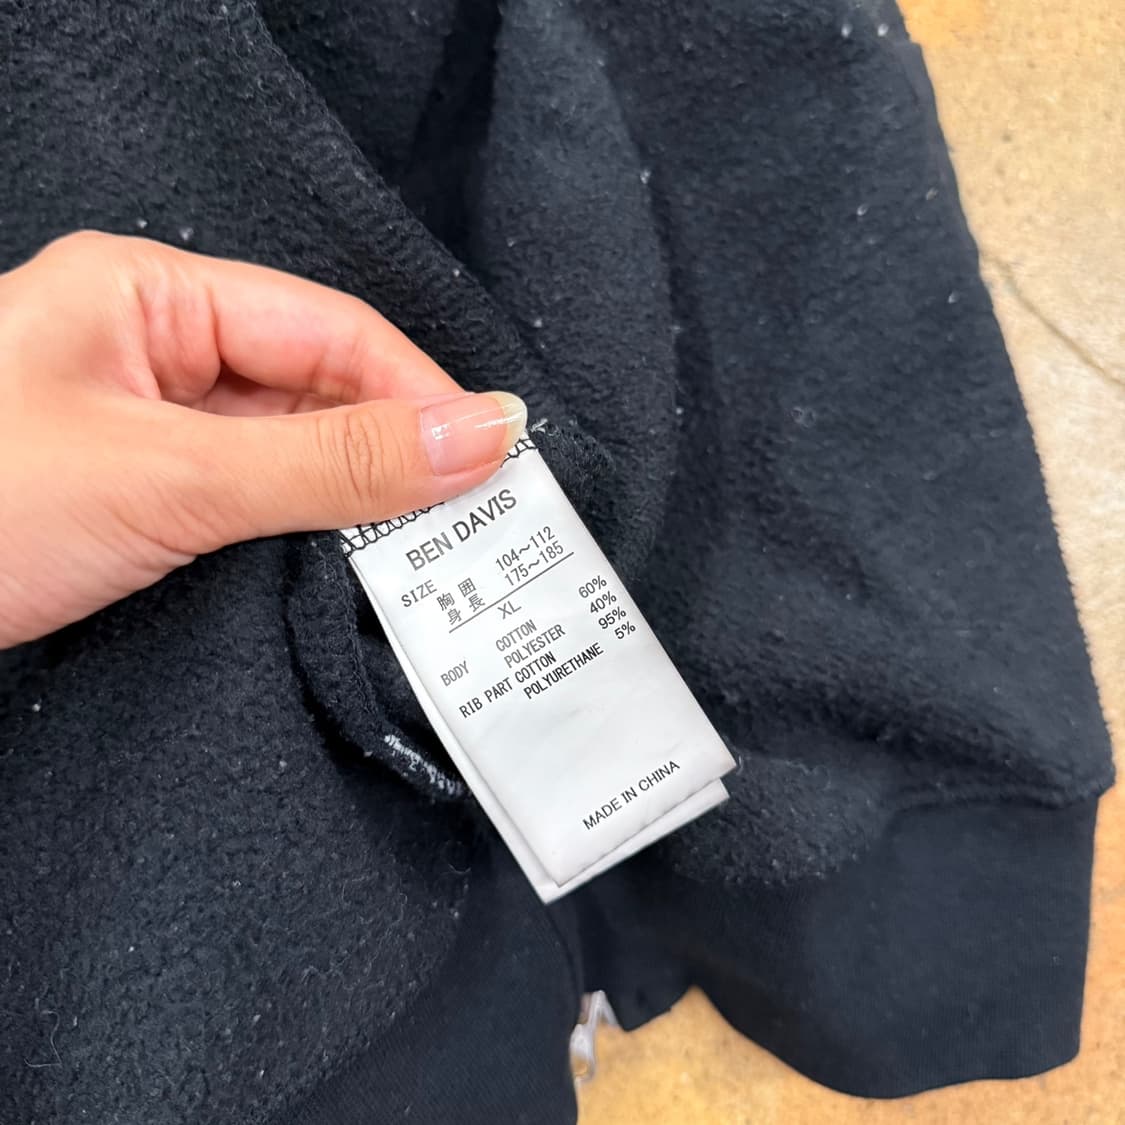 BEN DAVIS
SIZE 胸囲 104～112
身長 175～185
XL
BODY COTTON 60%
POLYESTER 40%
RIB PART COTTON 95%
POLYURETHANE 5%
MADE IN CHINA